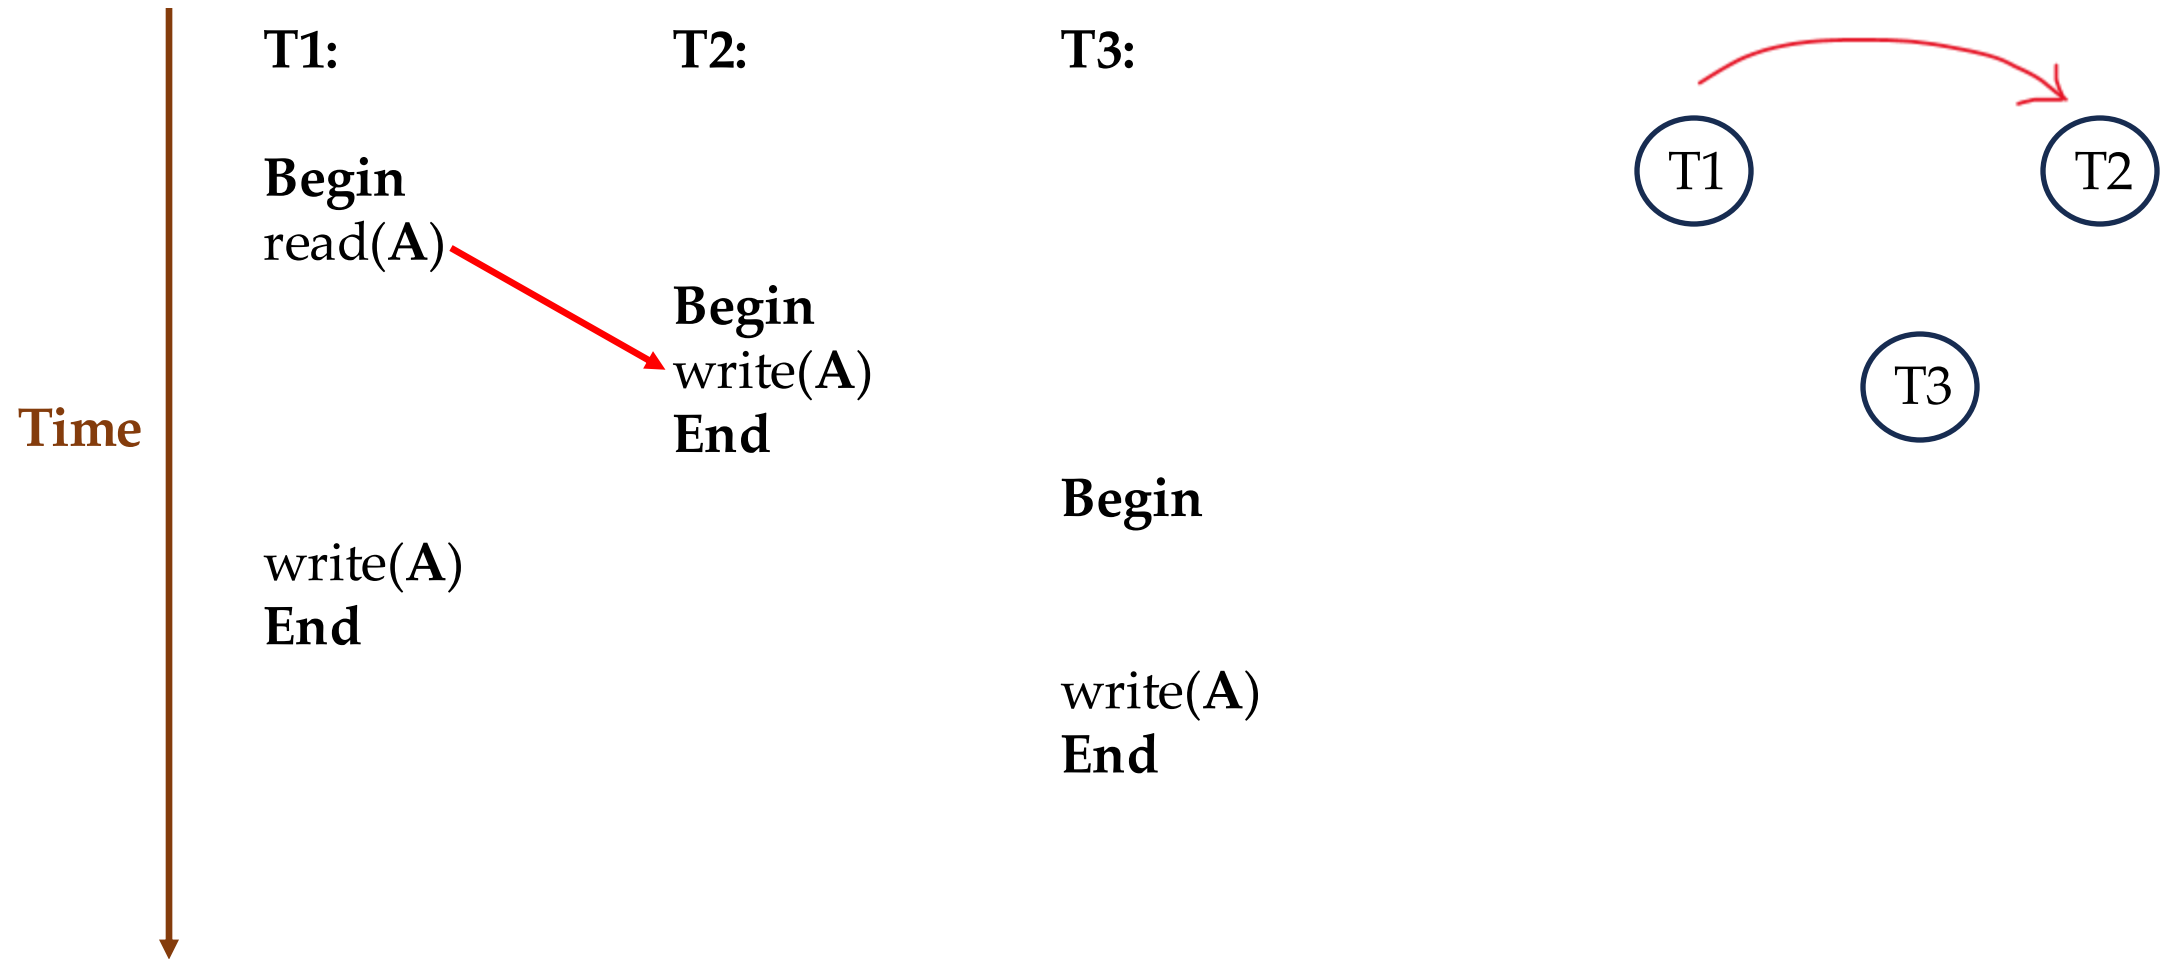 T1: T2: T3:
T1 T2
Begin
read(A)
Begin
write(A)
T3
Time
End
Begin
write(A)
End
write(A)
End